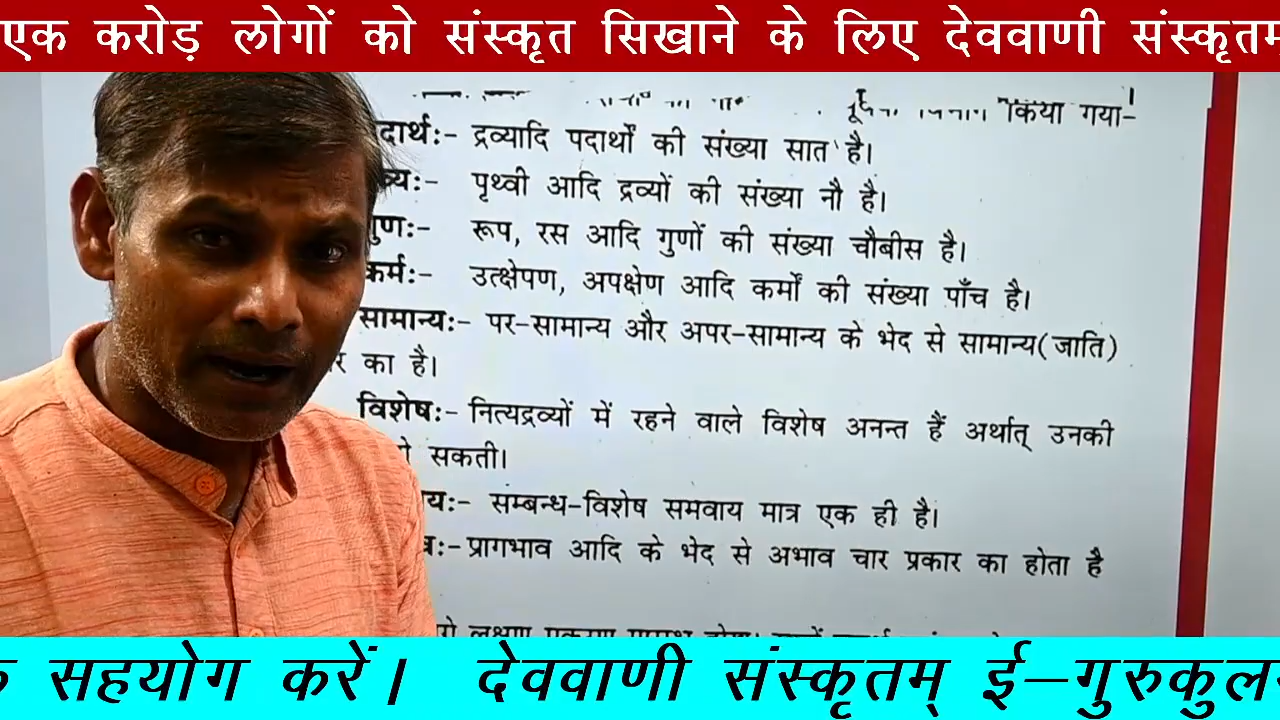 एक करोड़ लोगों को संस्कृत सिखाने के लिए देववाणी संस्कृतम
किया गया-
दार्थः- द्रव्यादि पदार्थों की संख्या सात है।
व्यः- पृथ्वी आदि द्रव्यों की संख्या नौ है।
गुणः- रूप, रस आदि गुणों की संख्या चौबीस है।
कर्मः- उत्क्षेपण, अपक्षेण आदि कर्मों की संख्या पाँच है।
सामान्यः- पर-सामान्य और अपर-सामान्य के भेद से सामान्य(जाति)
र का है।
विशेषः- नित्यद्रव्यों में रहने वाले विशेष अनन्त हैं अर्थात् उनकी
सकती।
यः- सम्बन्ध-विशेष समवाय मात्र एक ही है।
वः- प्रागभाव आदि के भेद से अभाव चार प्रकार का होता है
सहयोग करें। देववाणी संस्कृतम् ई-गुरुकुल